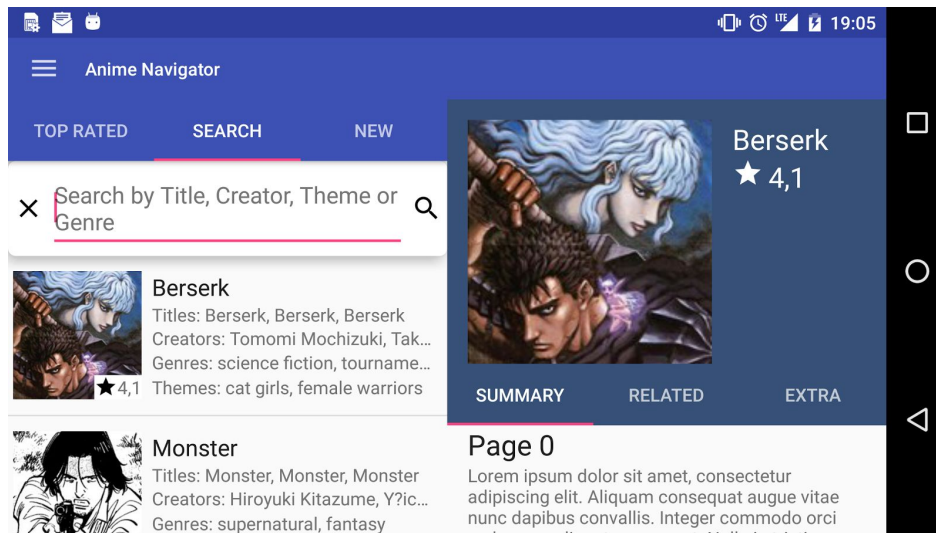 LTE 19:05
Anime Navigator
TOP RATED SEARCH NEW
Search by Title, Creator, Theme or
Genre
Berserk
Titles: Berserk, Berserk, Berserk
Creators: Tomomi Mochizuki, Tak...
Genres: science fiction, tourname...
4,1 Themes: cat girls, female warriors
Monster
Titles: Monster, Monster, Monster
Creators: Hiroyuki Kitazume, Y?ic...
Genres: supernatural, fantasy
Berserk
4,1
SUMMARY RELATED EXTRA
Page 0
Lorem ipsum dolor sit amet, consectetur
adipiscing elit. Aliquam consequat augue vitae
nunc dapibus convallis. Integer commodo orci